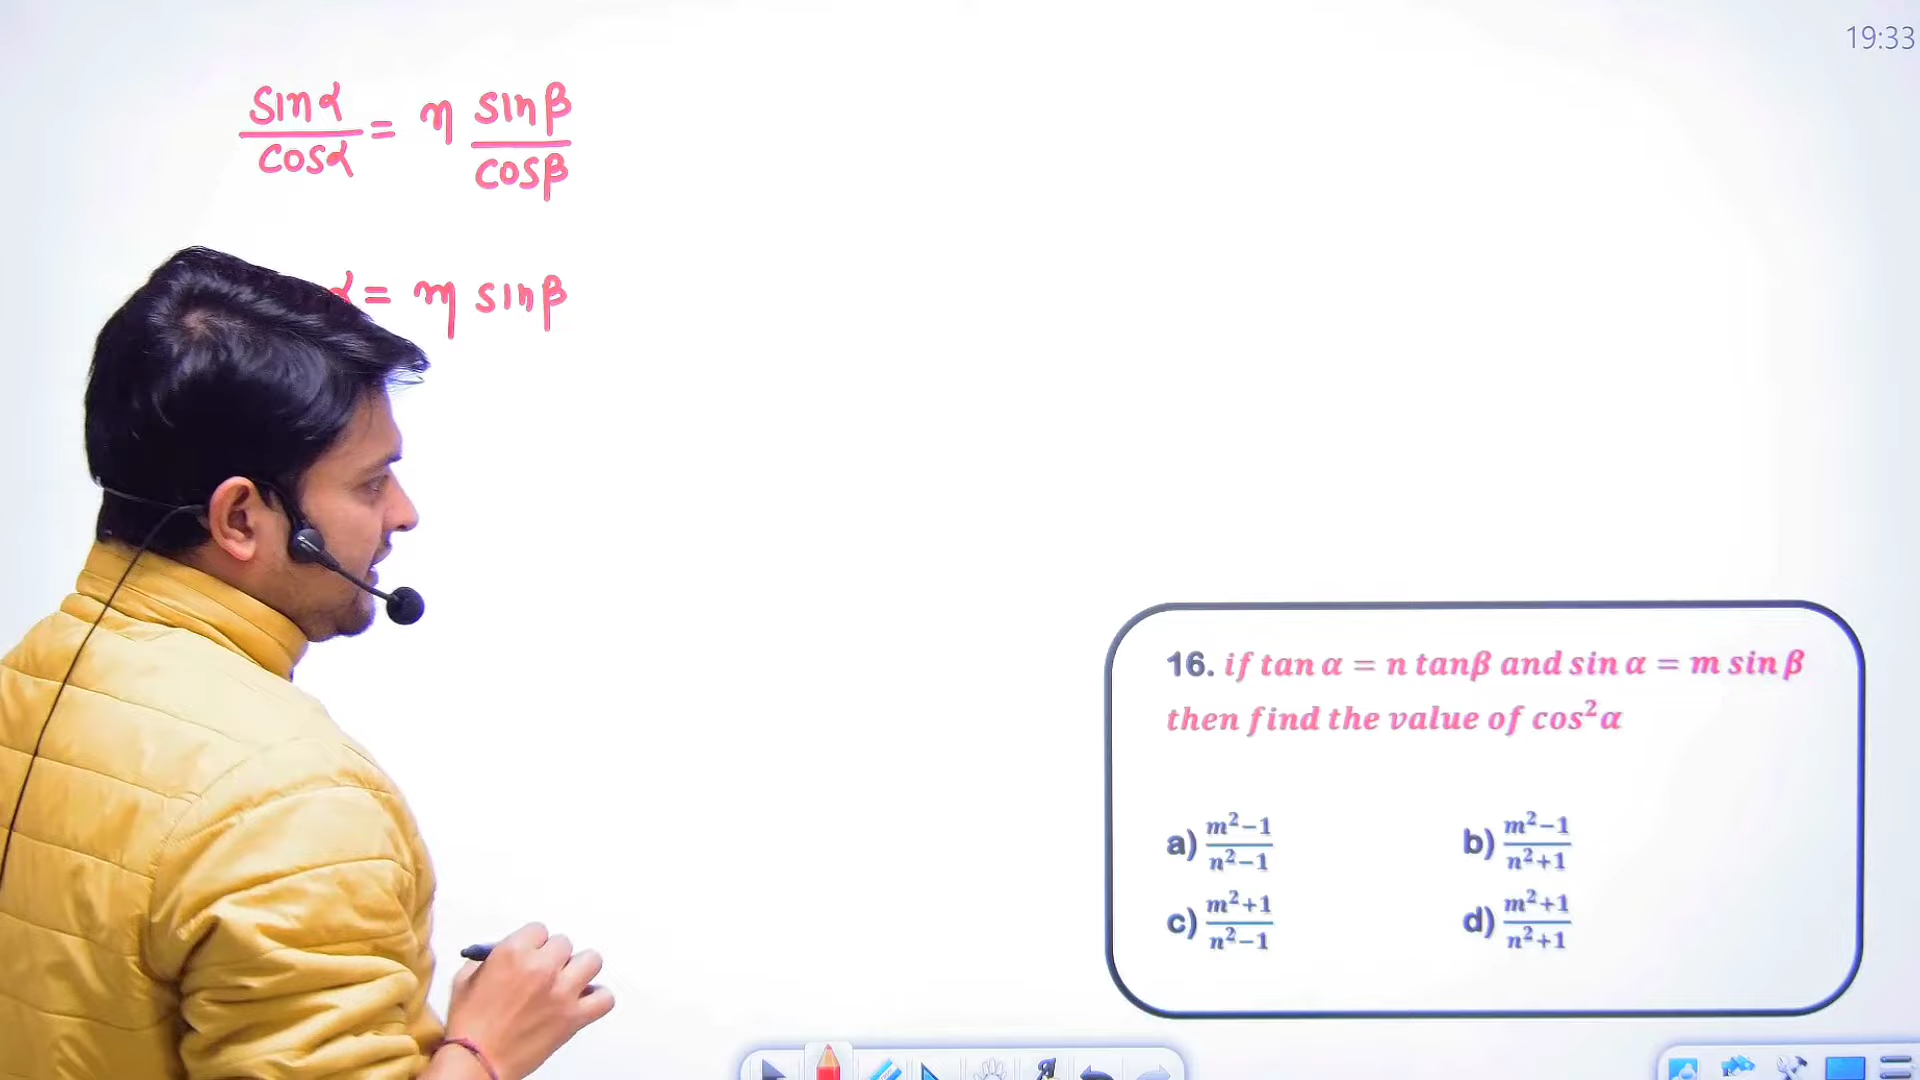 19:33
sinα/cosα = n sinβ/cosβ
α = m sinβ
16. if tan α = n tanβ and sin α = m sin β
then find the value of cos²α
a) m²−1/n²−1 b) m²−1/n²+1
c) m²+1/n²−1 d) m²+1/n²+1